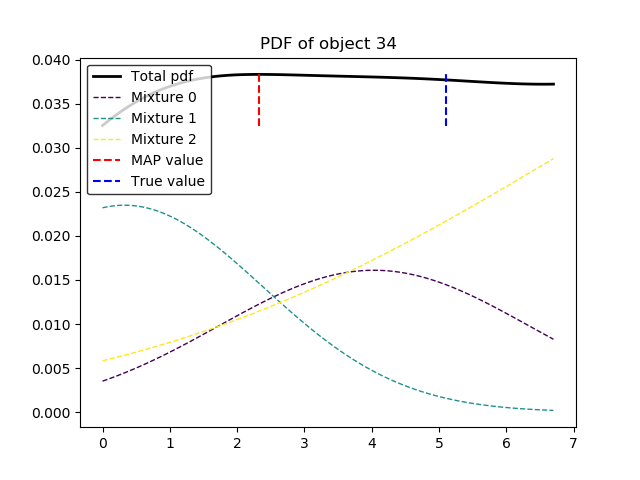 PDF of object 34
0.040
0.035
0.030
0.025
0.020
0.015
0.010
0.005
0.000
Total pdf
Mixture 0
Mixture 1
Mixture 2
MAP value
True value
0 1 2 3 4 5 6 7